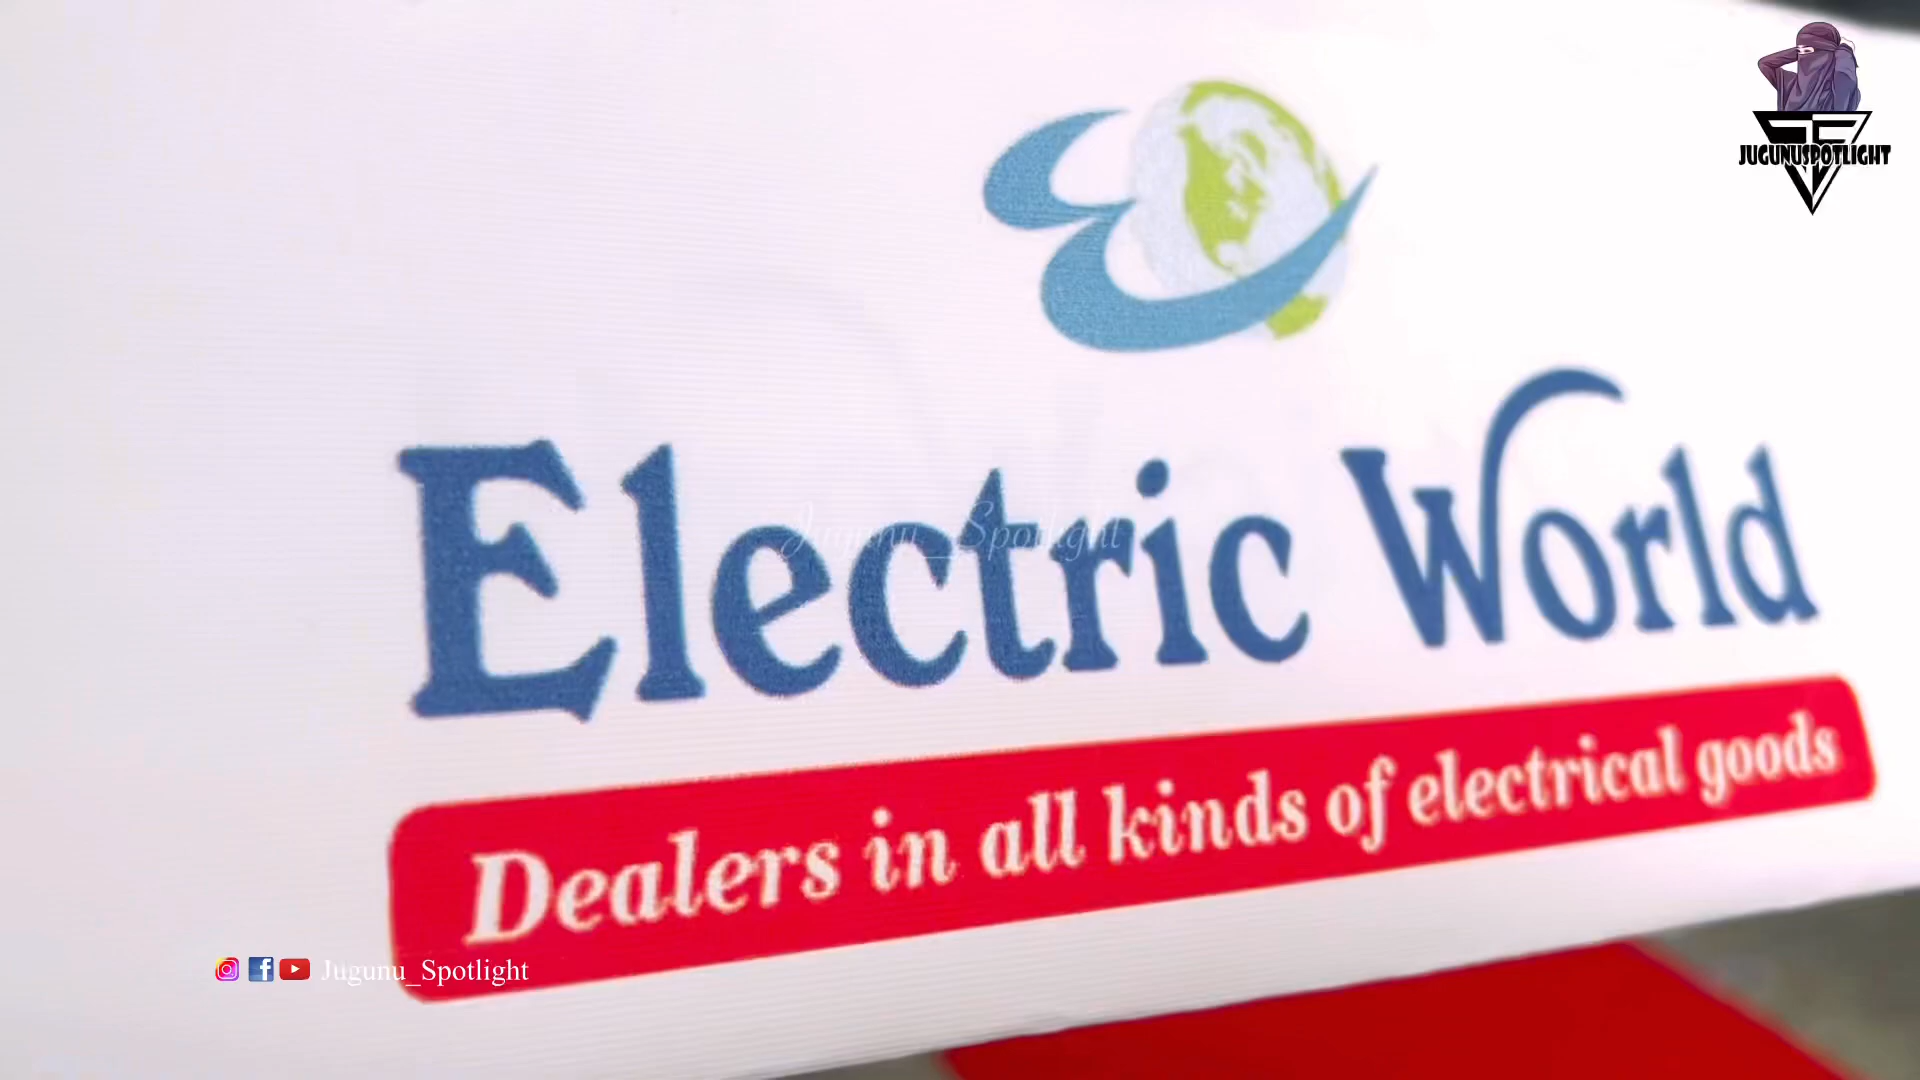 JUGUNUSPOTLIGHT
Electric World
Jugunu_Spotlight
Dealers in all kinds of electrical goods
Jugunu_Spotlight